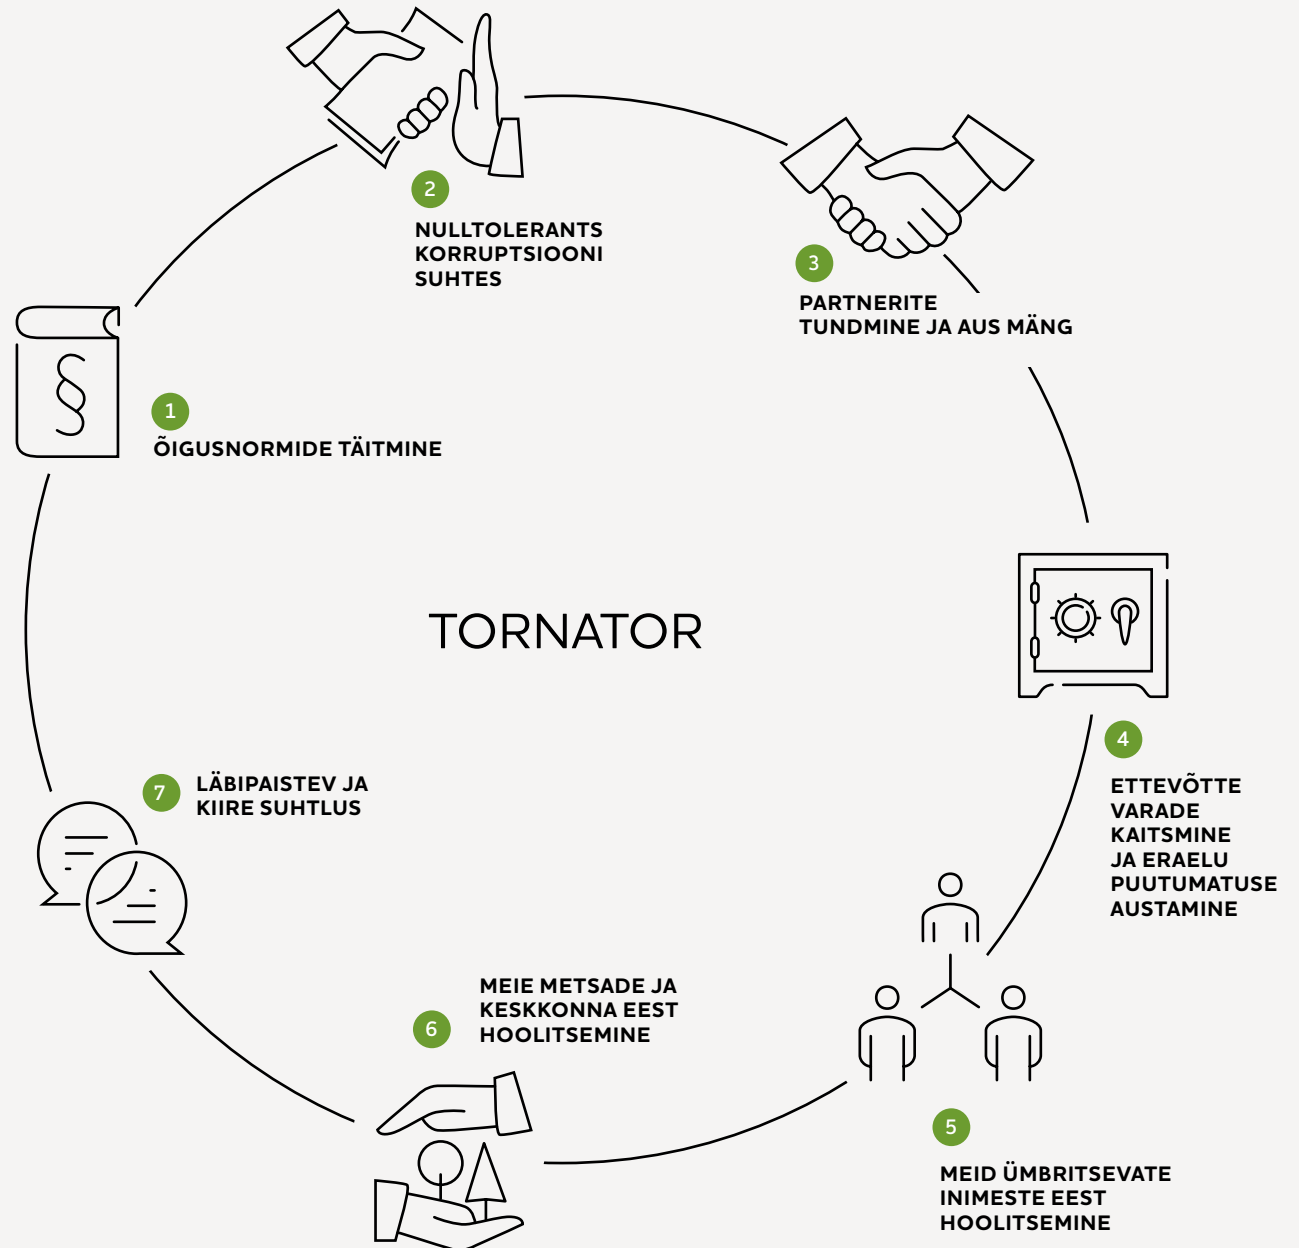 1
ÕIGUSNORMIDE TÄITMINE
2
NULLTOLERANTS
KORRUPTSIOONI
SUHTES
3
PARTNERITE
TUNDMINE JA AUS MÄNG
4
ETTEVÕTTE
VARADE
KAITSMINE
JA ERAELU
PUUTUMATUSE
AUSTAMINE
5
MEID ÜMBRITSEVATE
INIMESTE EEST
HOOLITSEMINE
6
MEIE METSADE JA
KESKKONNA EEST
HOOLITSEMINE
7
LÄBIPAISTEV JA
KIIRE SUHTLUS
TORNATOR
§